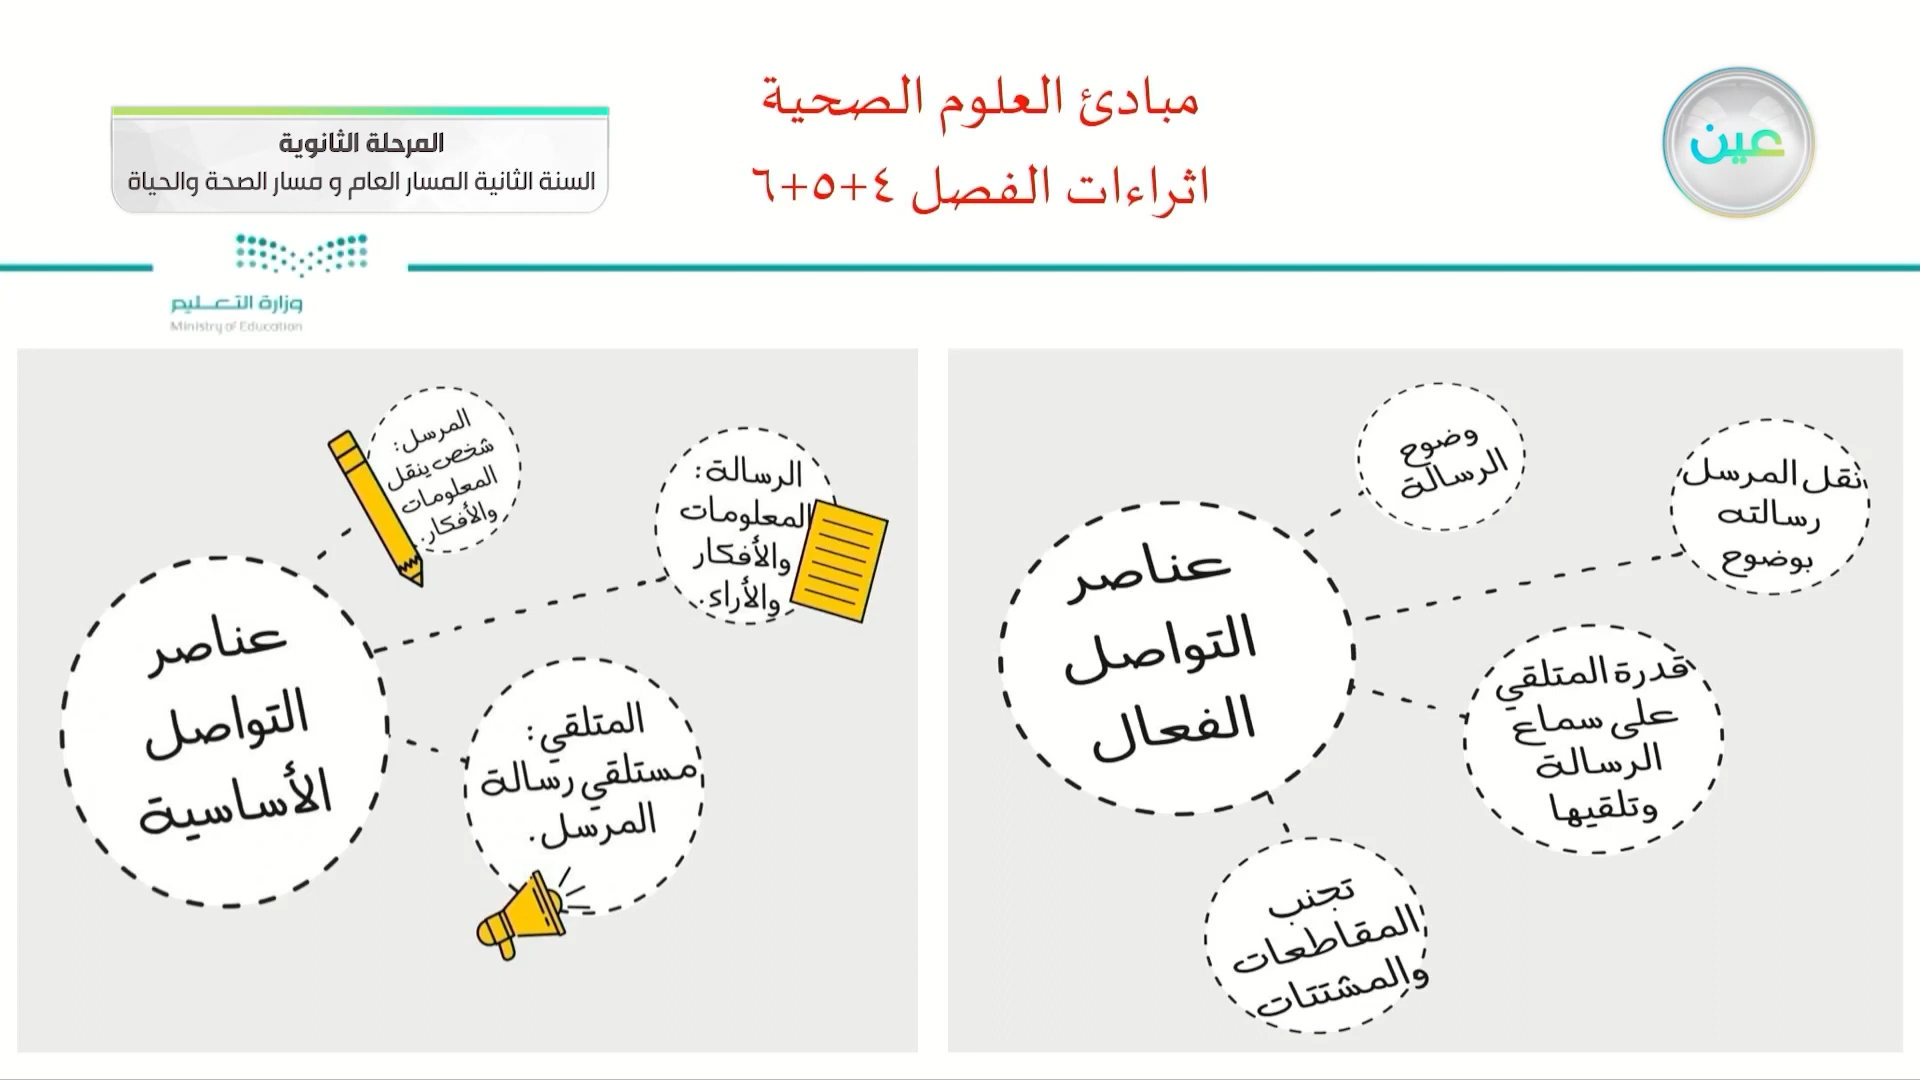 مبادئ العلوم الصحية
اثراءات الفصل ٤+٥+٦
عين
المرحلة الثانوية
السنة الثانية المسار العام و مسار الصحة والحياة
وزارة التعليم
Ministry of Education
عناصر
التواصل
الفعال
وضوح
الرسالة
نقل المرسل
رسالته
بوضوح
قدرة المتلقي
على سماع
الرسالة
وتلقيها
تجنب
المقاطعات
والمشتتات
عناصر
التواصل
الأساسية
المرسل:
شخص ينقل
المعلومات
والأفكار.
الرسالة:
المعلومات
والأفكار
والأراء.
المتلقي:
مستلقي رسالة
المرسل.